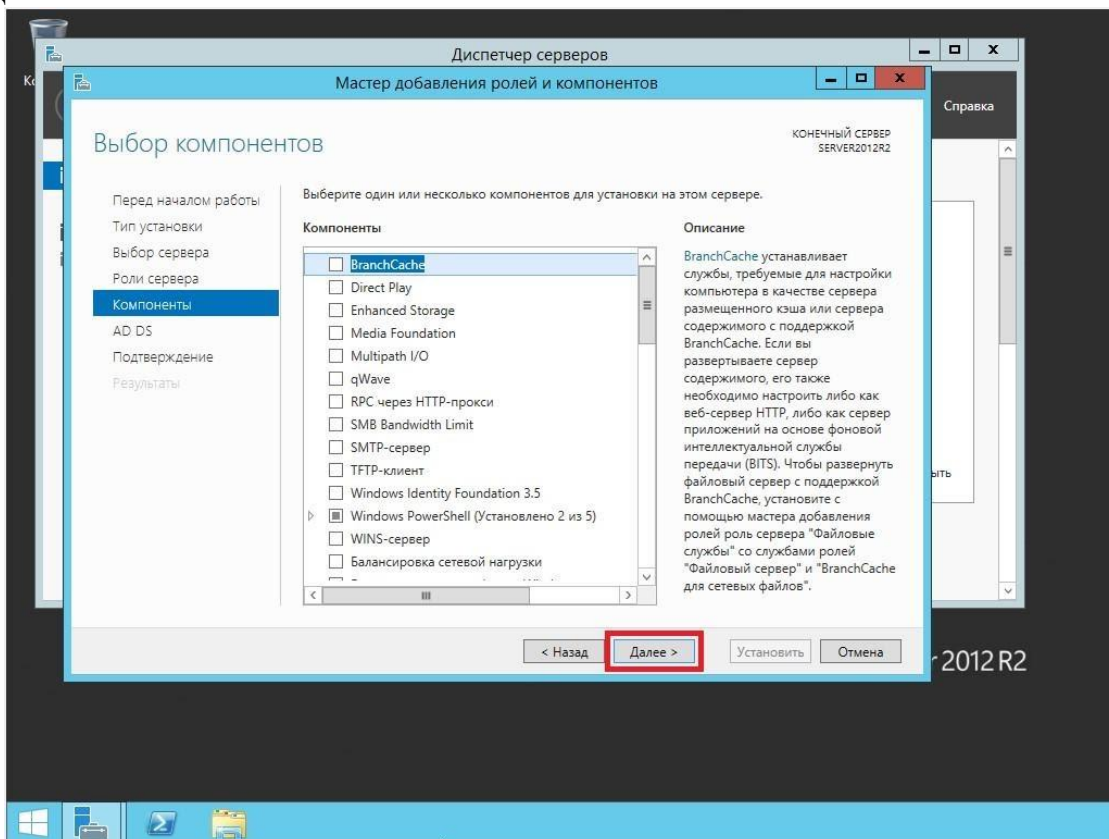 Диспетчер серверов
Мастер добавления ролей и компонентов
Справка
Выбор компонентов
КОНЕЧНЫЙ СЕРВЕР
SERVER2012R2
Перед началом работы
Тип установки
Выбор сервера
Роли сервера
Компоненты
AD DS
Подтверждение
Результаты
Выберите один или несколько компонентов для установки на этом сервере.
Компоненты
BranchCache
Direct Play
Enhanced Storage
Media Foundation
Multipath I/O
qWave
RPC через HTTP-прокси
SMB Bandwidth Limit
SMTP-сервер
TFTP-клиент
Windows Identity Foundation 3.5
Windows PowerShell (Установлено 2 из 5)
WINS-сервер
Балансировка сетевой нагрузки
Описание
BranchCache устанавливает
службы, требуемые для настройки
компьютера в качестве сервера
размещенного кэша или сервера
содержимого с поддержкой
BranchCache. Если вы
развертываете сервер
содержимого, его также
необходимо настроить либо как
веб-сервер HTTP, либо как сервер
приложений на основе фоновой
интеллектуальной службы
передачи (BITS). Чтобы развернуть
файловый сервер с поддержкой
BranchCache, установите с
помощью мастера добавления
ролей роль сервера "Файловые
службы" со службами ролей
"Файловый сервер" и "BranchCache
для сетевых файлов".
ыть
< Назад
Далее >
Установить
Отмена
2012 R2